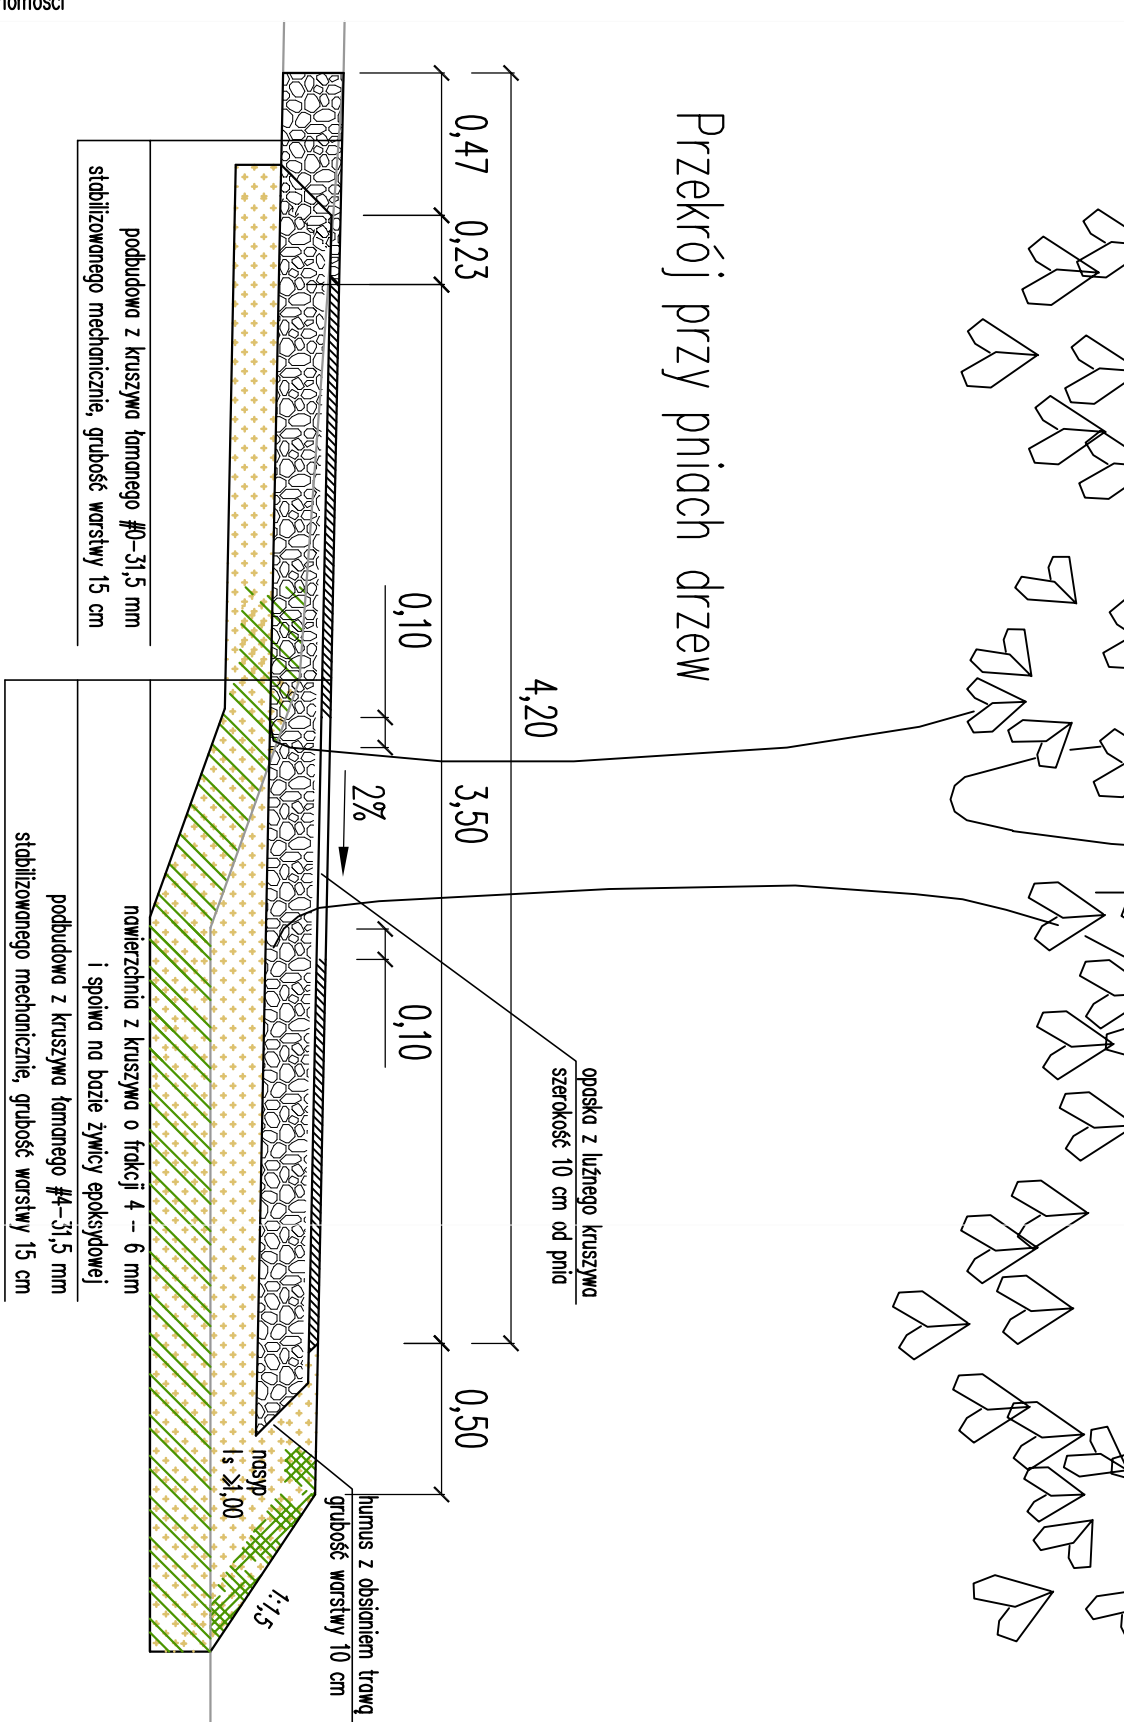 Przekrój przy pniach drzew
4,20
0,47
0,23
3,50
0,50
0,10
0,10
2%
opaska z luźnego kruszywa
szerokość 10 cm od pnia
humus z obsianiem trawą
grubość warstwy 10 cm
1:1,5
nasyp
Is ≥1,00
podbudowa z kruszywa łamanego #0-31,5 mm
stabilizowanego mechanicznie, grubość warstwy 15 cm
nawierzchnia z kruszywa o frakcji 4 - 6 mm
i spoiwa na bazie żywicy epoksydowej
podbudowa z kruszywa łamanego #4-31,5 mm
stabilizowanego mechanicznie, grubość warstwy 15 cm